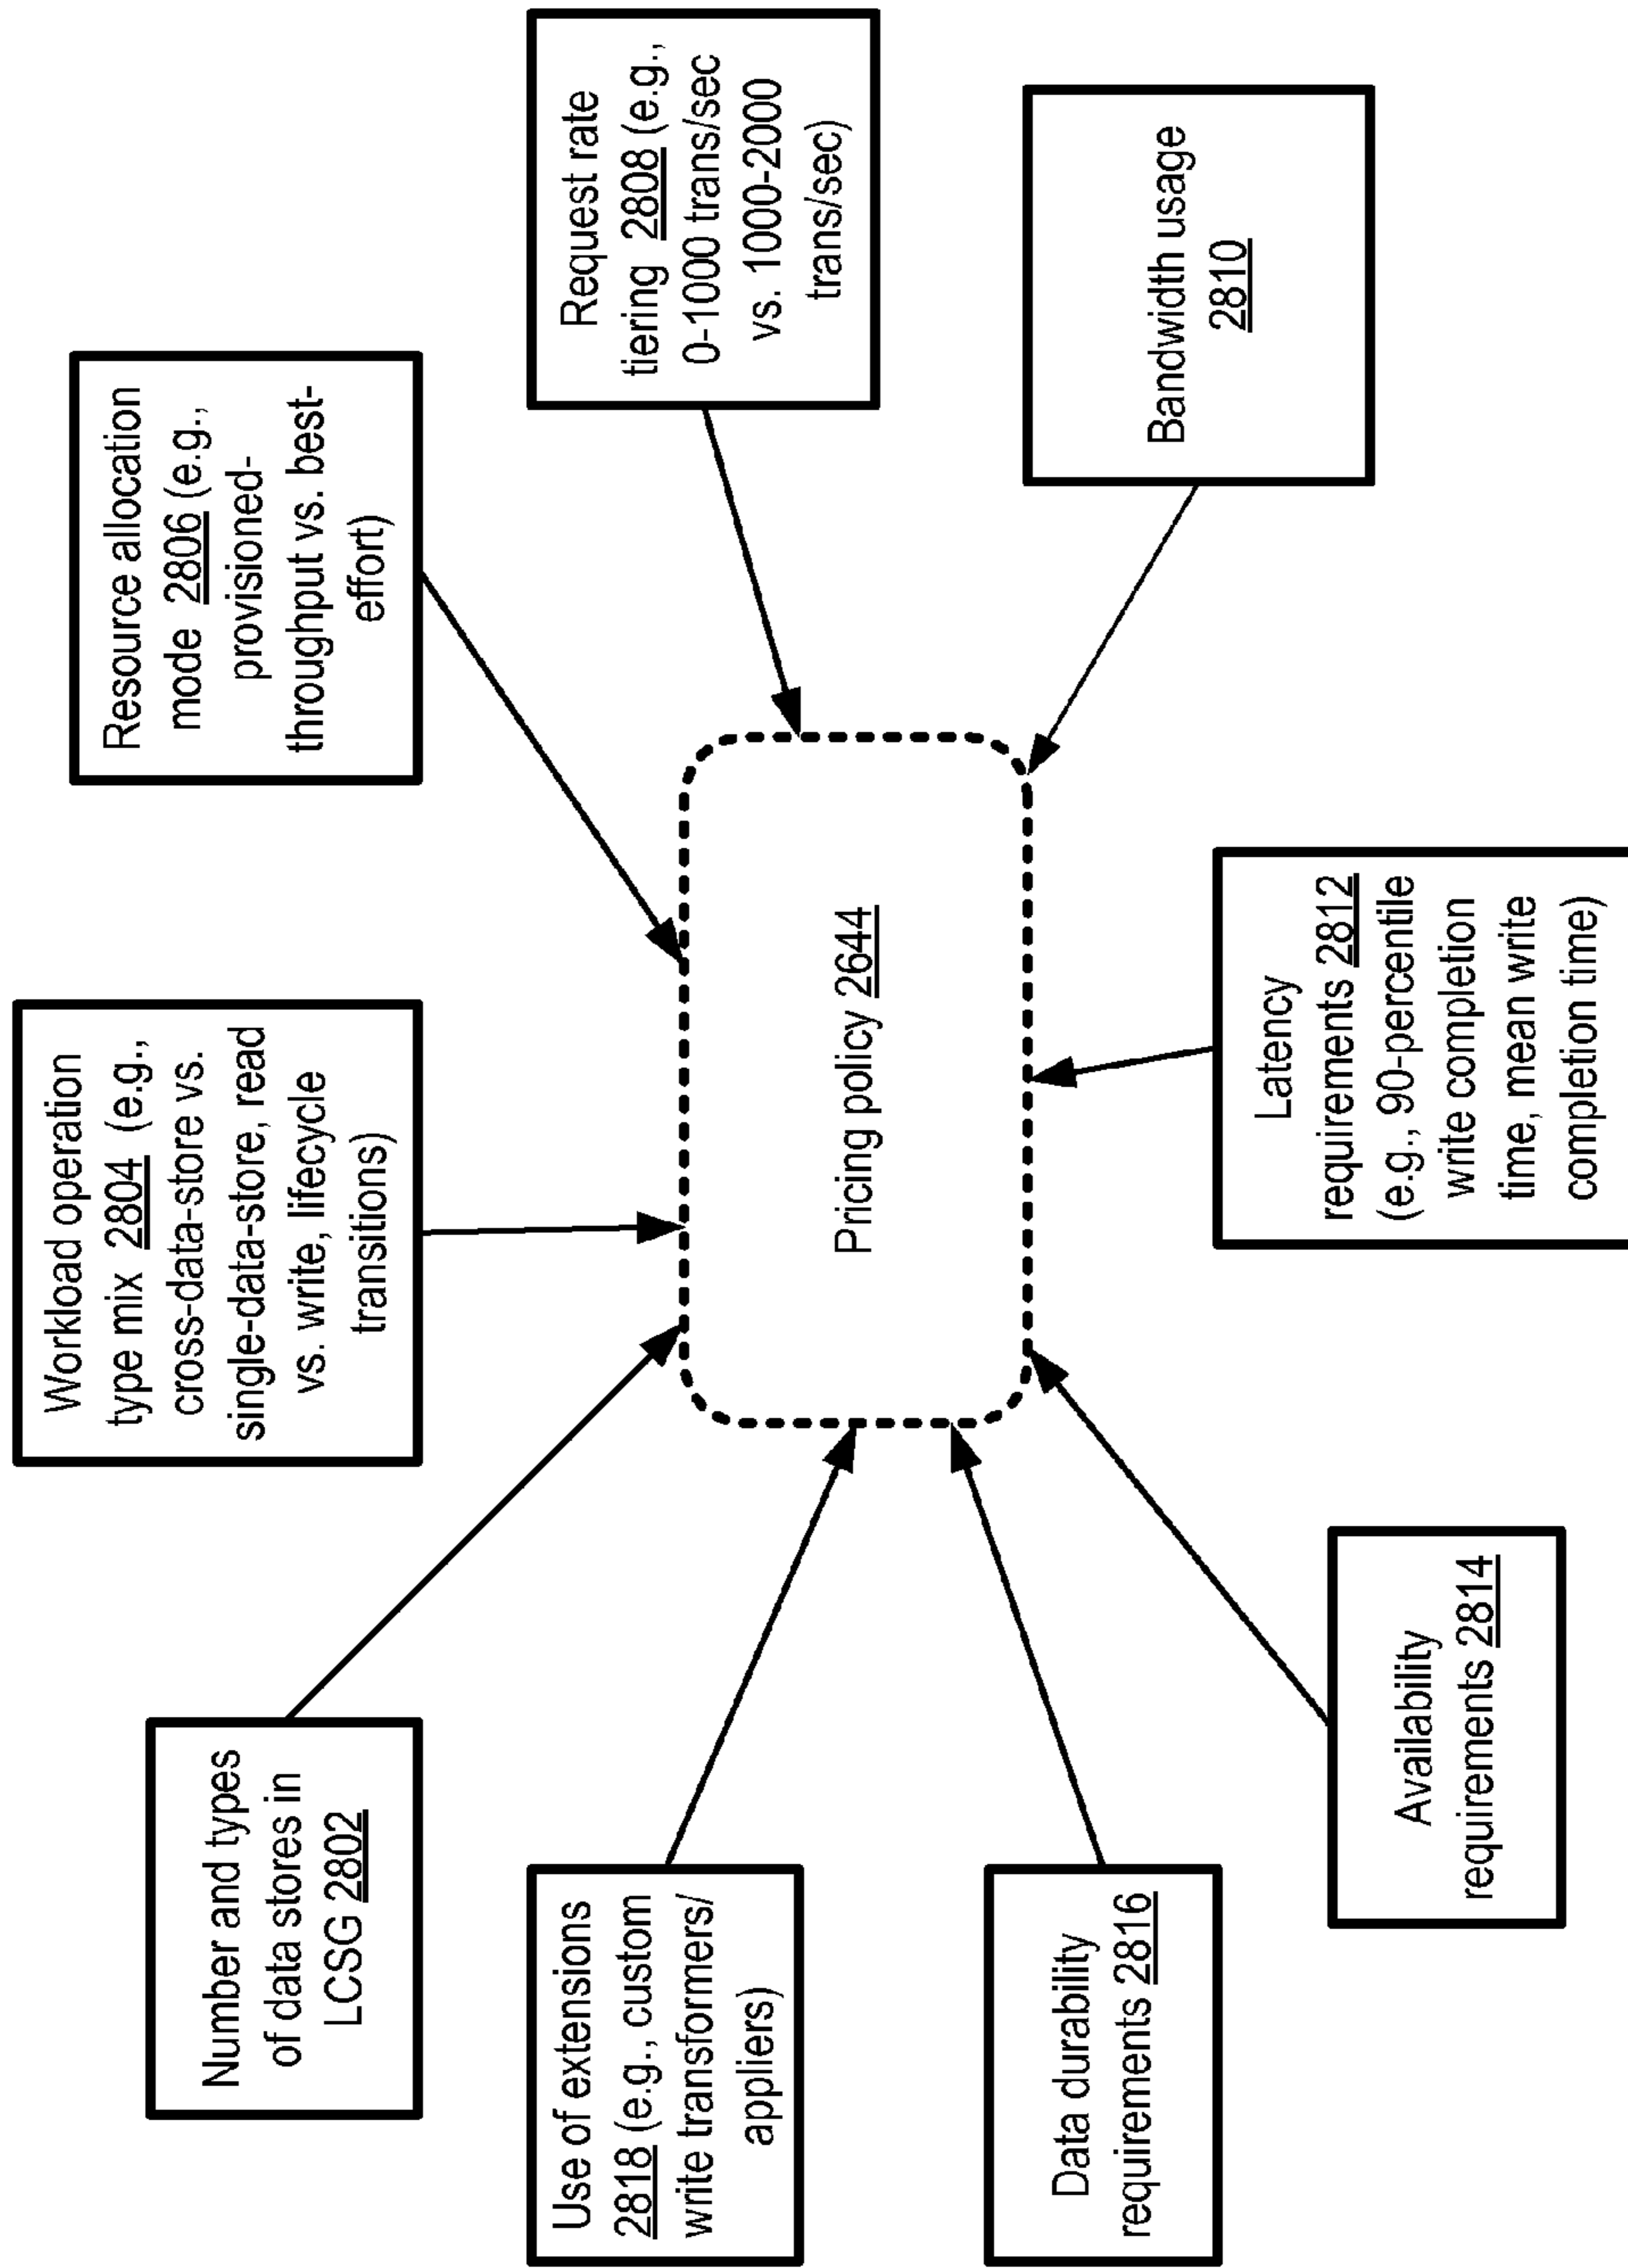 Number and types
of data stores in
LCSG 2802
Workload operation
type mix 2804 (e.g.,
cross-data-store vs.
single-data-store, read
vs. write, lifecycle
transitions)
Resource allocation
mode 2806 (e.g.,
provisioned-
throughput vs. best-
effort)
Request rate
tiering 2808 (e.g.,
0-1000 trans/sec
vs. 1000-2000
trans/sec)
Use of extensions
2818 (e.g., custom
write transformers/
appliers)
Pricing policy 2644
Bandwidth usage
2810
Data durability
requirements 2816
Availability
requirements 2814
Latency
requirements 2812
(e.g., 90-percentile
write completion
time, mean write
completion time)